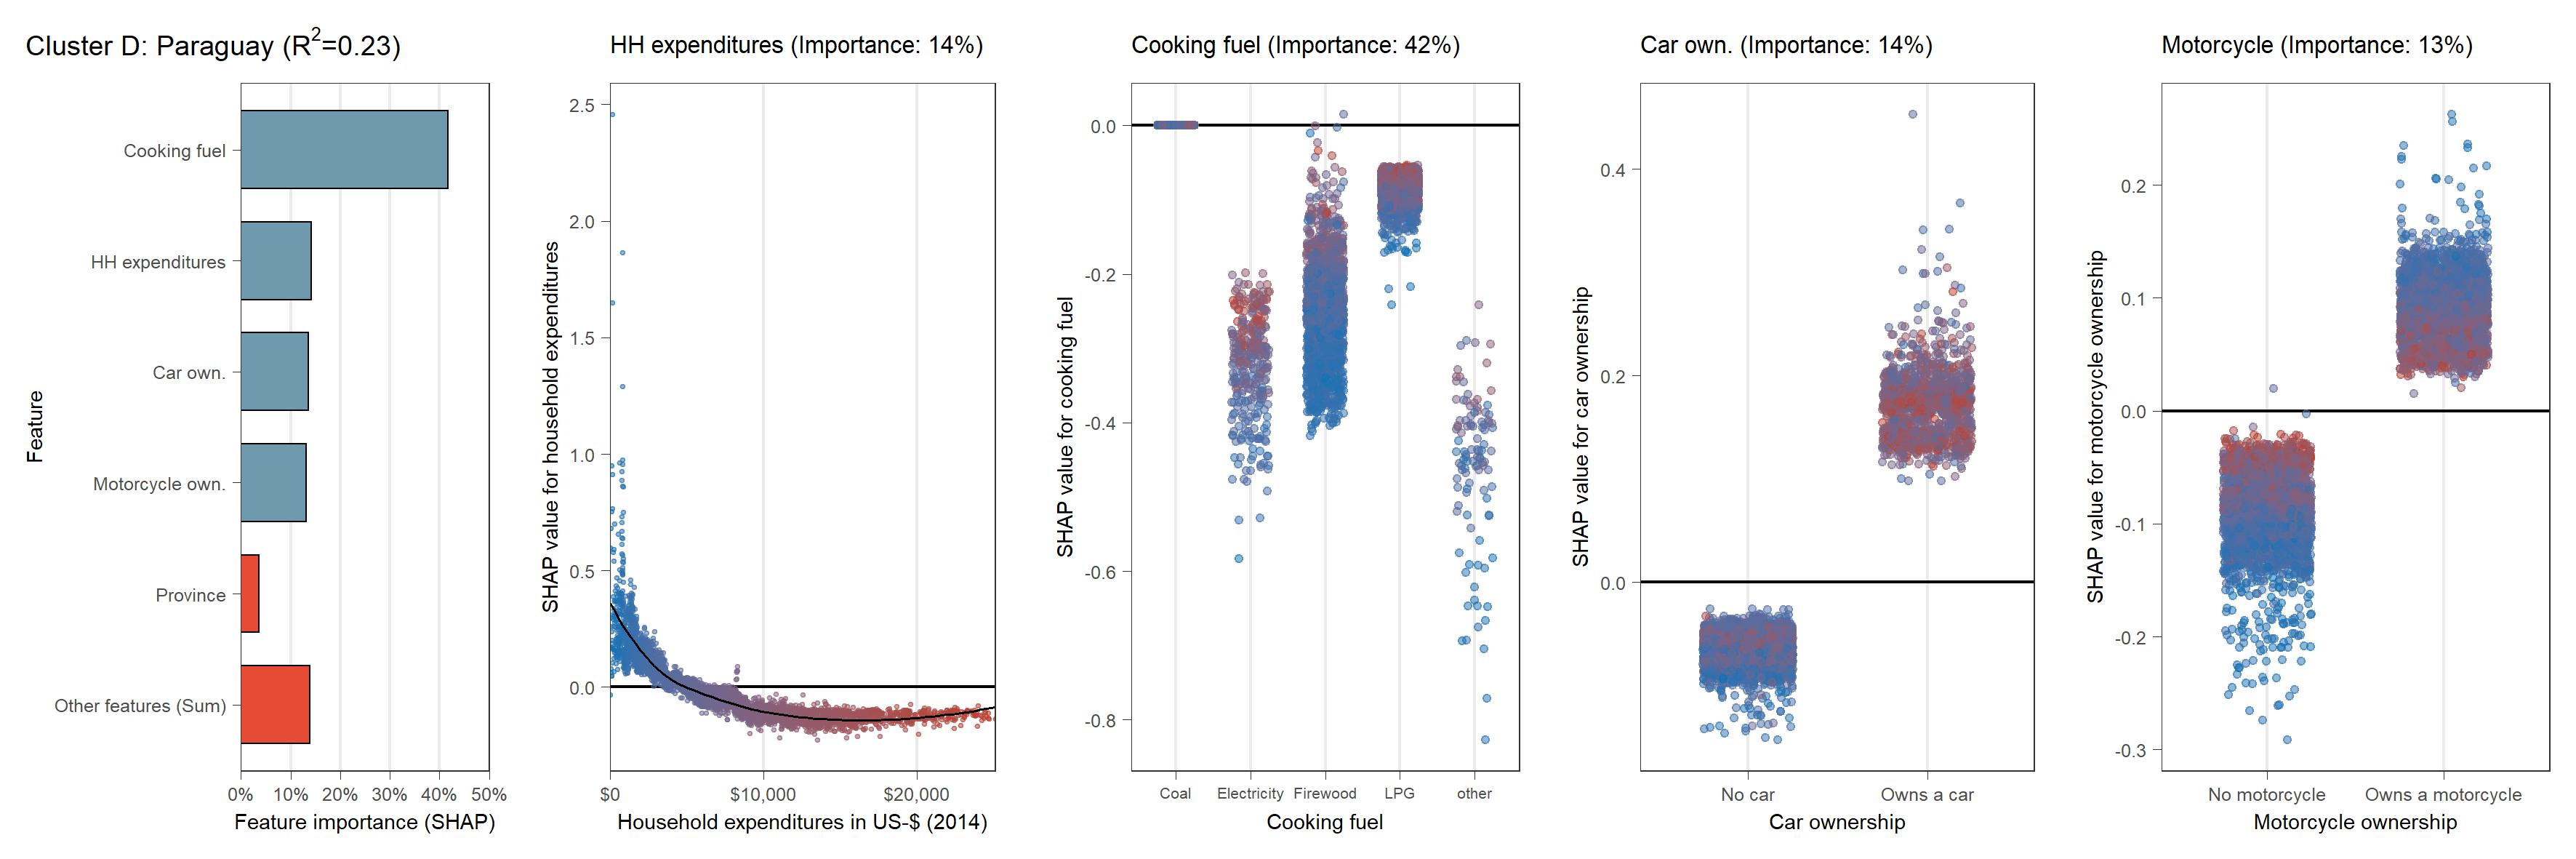 Cluster D: Paraguay (R2=0.23)
Feature
Cooking fuel
HH expenditures
Car own.
Motorcycle own.
Province
Other features (Sum)
0% 10% 20% 30% 40% 50%
Feature importance (SHAP)
HH expenditures (Importance: 14%)
SHAP value for household expenditures
2.5
2.0
1.5
1.0
0.5
0.0
$0 $10,000 $20,000
Household expenditures in US-$ (2014)
Cooking fuel (Importance: 42%)
SHAP value for cooking fuel
0.0
-0.2
-0.4
-0.6
-0.8
Coal Electricity Firewood LPG other
Cooking fuel
Car own. (Importance: 14%)
SHAP value for car ownership
0.4
0.2
0.0
No car Owns a car
Car ownership
Motorcycle (Importance: 13%)
SHAP value for motorcycle ownership
0.2
0.1
0.0
-0.1
-0.2
-0.3
No motorcycle Owns a motorcycle
Motorcycle ownership